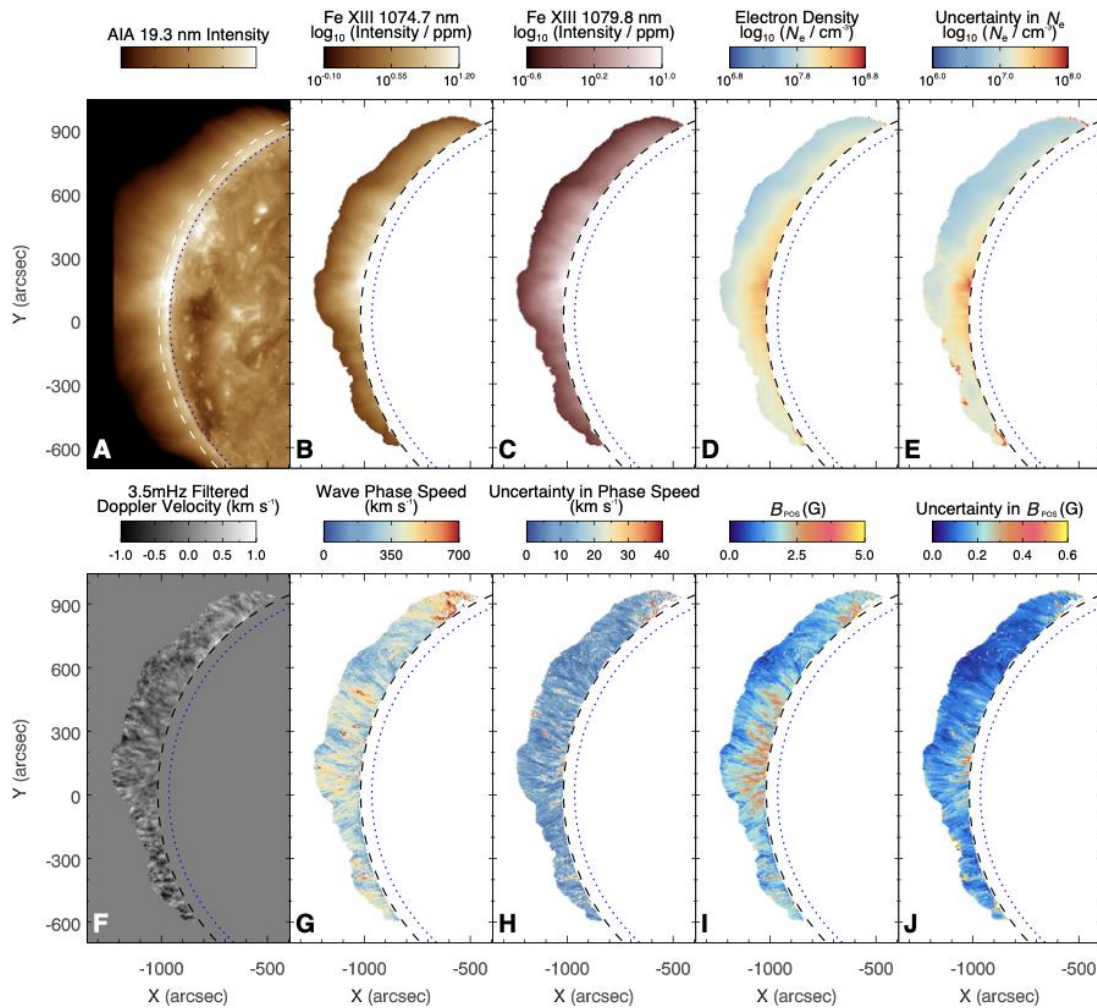 AIA 19.3 nm Intensity
Fe XIII 1074.7 nm
log₁₀ (Intensity / ppm)
10⁻⁰·¹⁰ 10⁰·⁵⁵ 10¹·²⁰
Fe XIII 1079.8 nm
log₁₀ (Intensity / ppm)
10⁻⁰·⁶ 10⁰·² 10¹·⁰
Electron Density
log₁₀ (Nₑ / cm⁻³)
10⁶·⁸ 10⁷·⁸ 10⁸·⁸
Uncertainty in Nₑ
log₁₀ (Nₑ / cm⁻³)
10⁶·⁰ 10⁷·⁰ 10⁸·⁰
900
600
300
0
-300
-600
Y (arcsec)
A B C D E
3.5mHz Filtered
Doppler Velocity (km s⁻¹)
-1.0 -0.5 0.0 0.5 1.0
Wave Phase Speed
(km s⁻¹)
0 350 700
Uncertainty in Phase Speed
(km s⁻¹)
0 10 20 30 40
B_POS (G)
0.0 2.5 5.0
Uncertainty in B_POS (G)
0.0 0.2 0.4 0.6
900
600
300
0
-300
-600
Y (arcsec)
F G H I J
-1000 -500 -1000 -500 -1000 -500 -1000 -500 -1000 -500
X (arcsec) X (arcsec) X (arcsec) X (arcsec) X (arcsec)